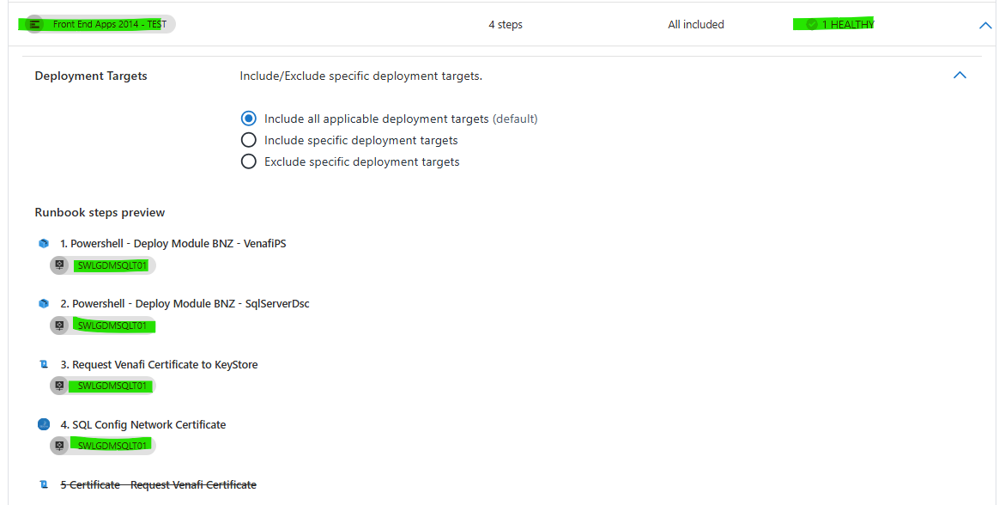 Front End Apps 2014 - TEST 4 steps All included 1 HEALTHY
Deployment Targets Include/Exclude specific deployment targets.
Include all applicable deployment targets (default)
Include specific deployment targets
Exclude specific deployment targets
Runbook steps preview
1. Powershell - Deploy Module BNZ - VenafiPS
SWLGDMSQLT01
2. Powershell - Deploy Module BNZ - SqlServerDsc
SWLGDMSQLT01
3. Request Venafi Certificate to KeyStore
SWLGDMSQLT01
4. SQL Config Network Certificate
SWLGDMSQLT01
5 Certificate - Request Venafi Certificate